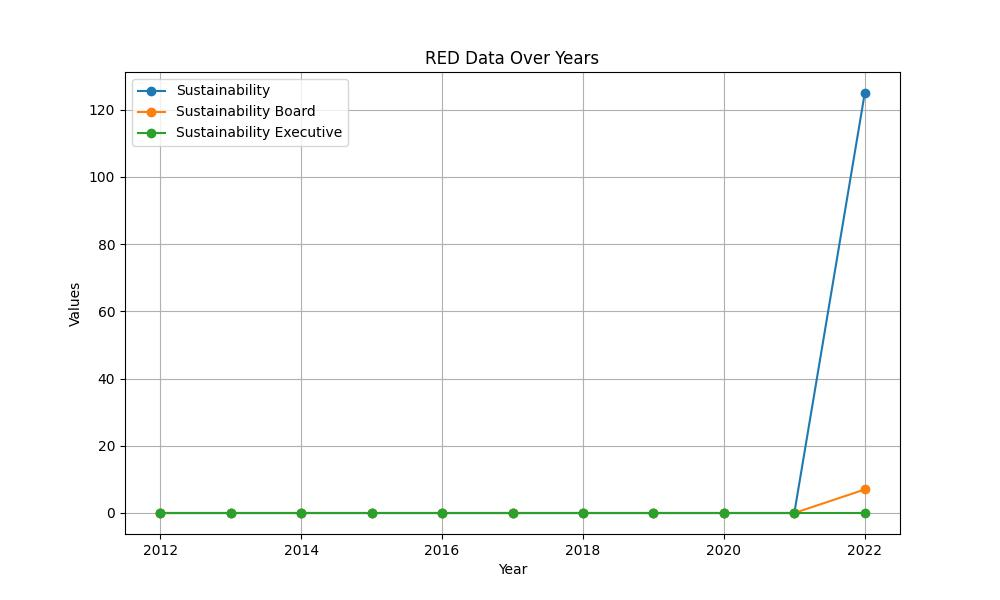 RED Data Over Years
Sustainability
Sustainability Board
Sustainability Executive
120
100
80
60
40
20
0
Values
2012 2014 2016 2018 2020 2022
Year